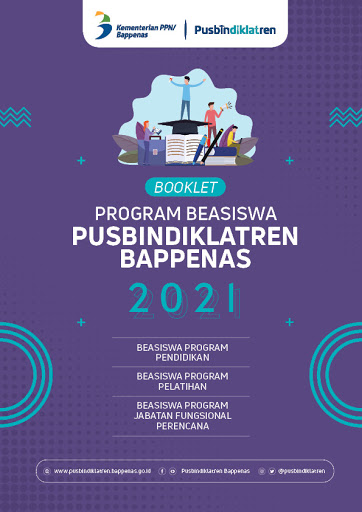 Kementerian PPN/
Bappenas
Pusbindiklatren
BOOKLET
PROGRAM BEASISWA
PUSBINDIKLATREN
BAPPENAS
2021
BEASISWA PROGRAM
PENDIDIKAN
BEASISWA PROGRAM
PELATIHAN
BEASISWA PROGRAM
JABATAN FUNGSIONAL
PERENCANA
www.pusbindiklatren.bappenas.go.id
Pusbindiklatren Bappenas
@pusbindiklatren